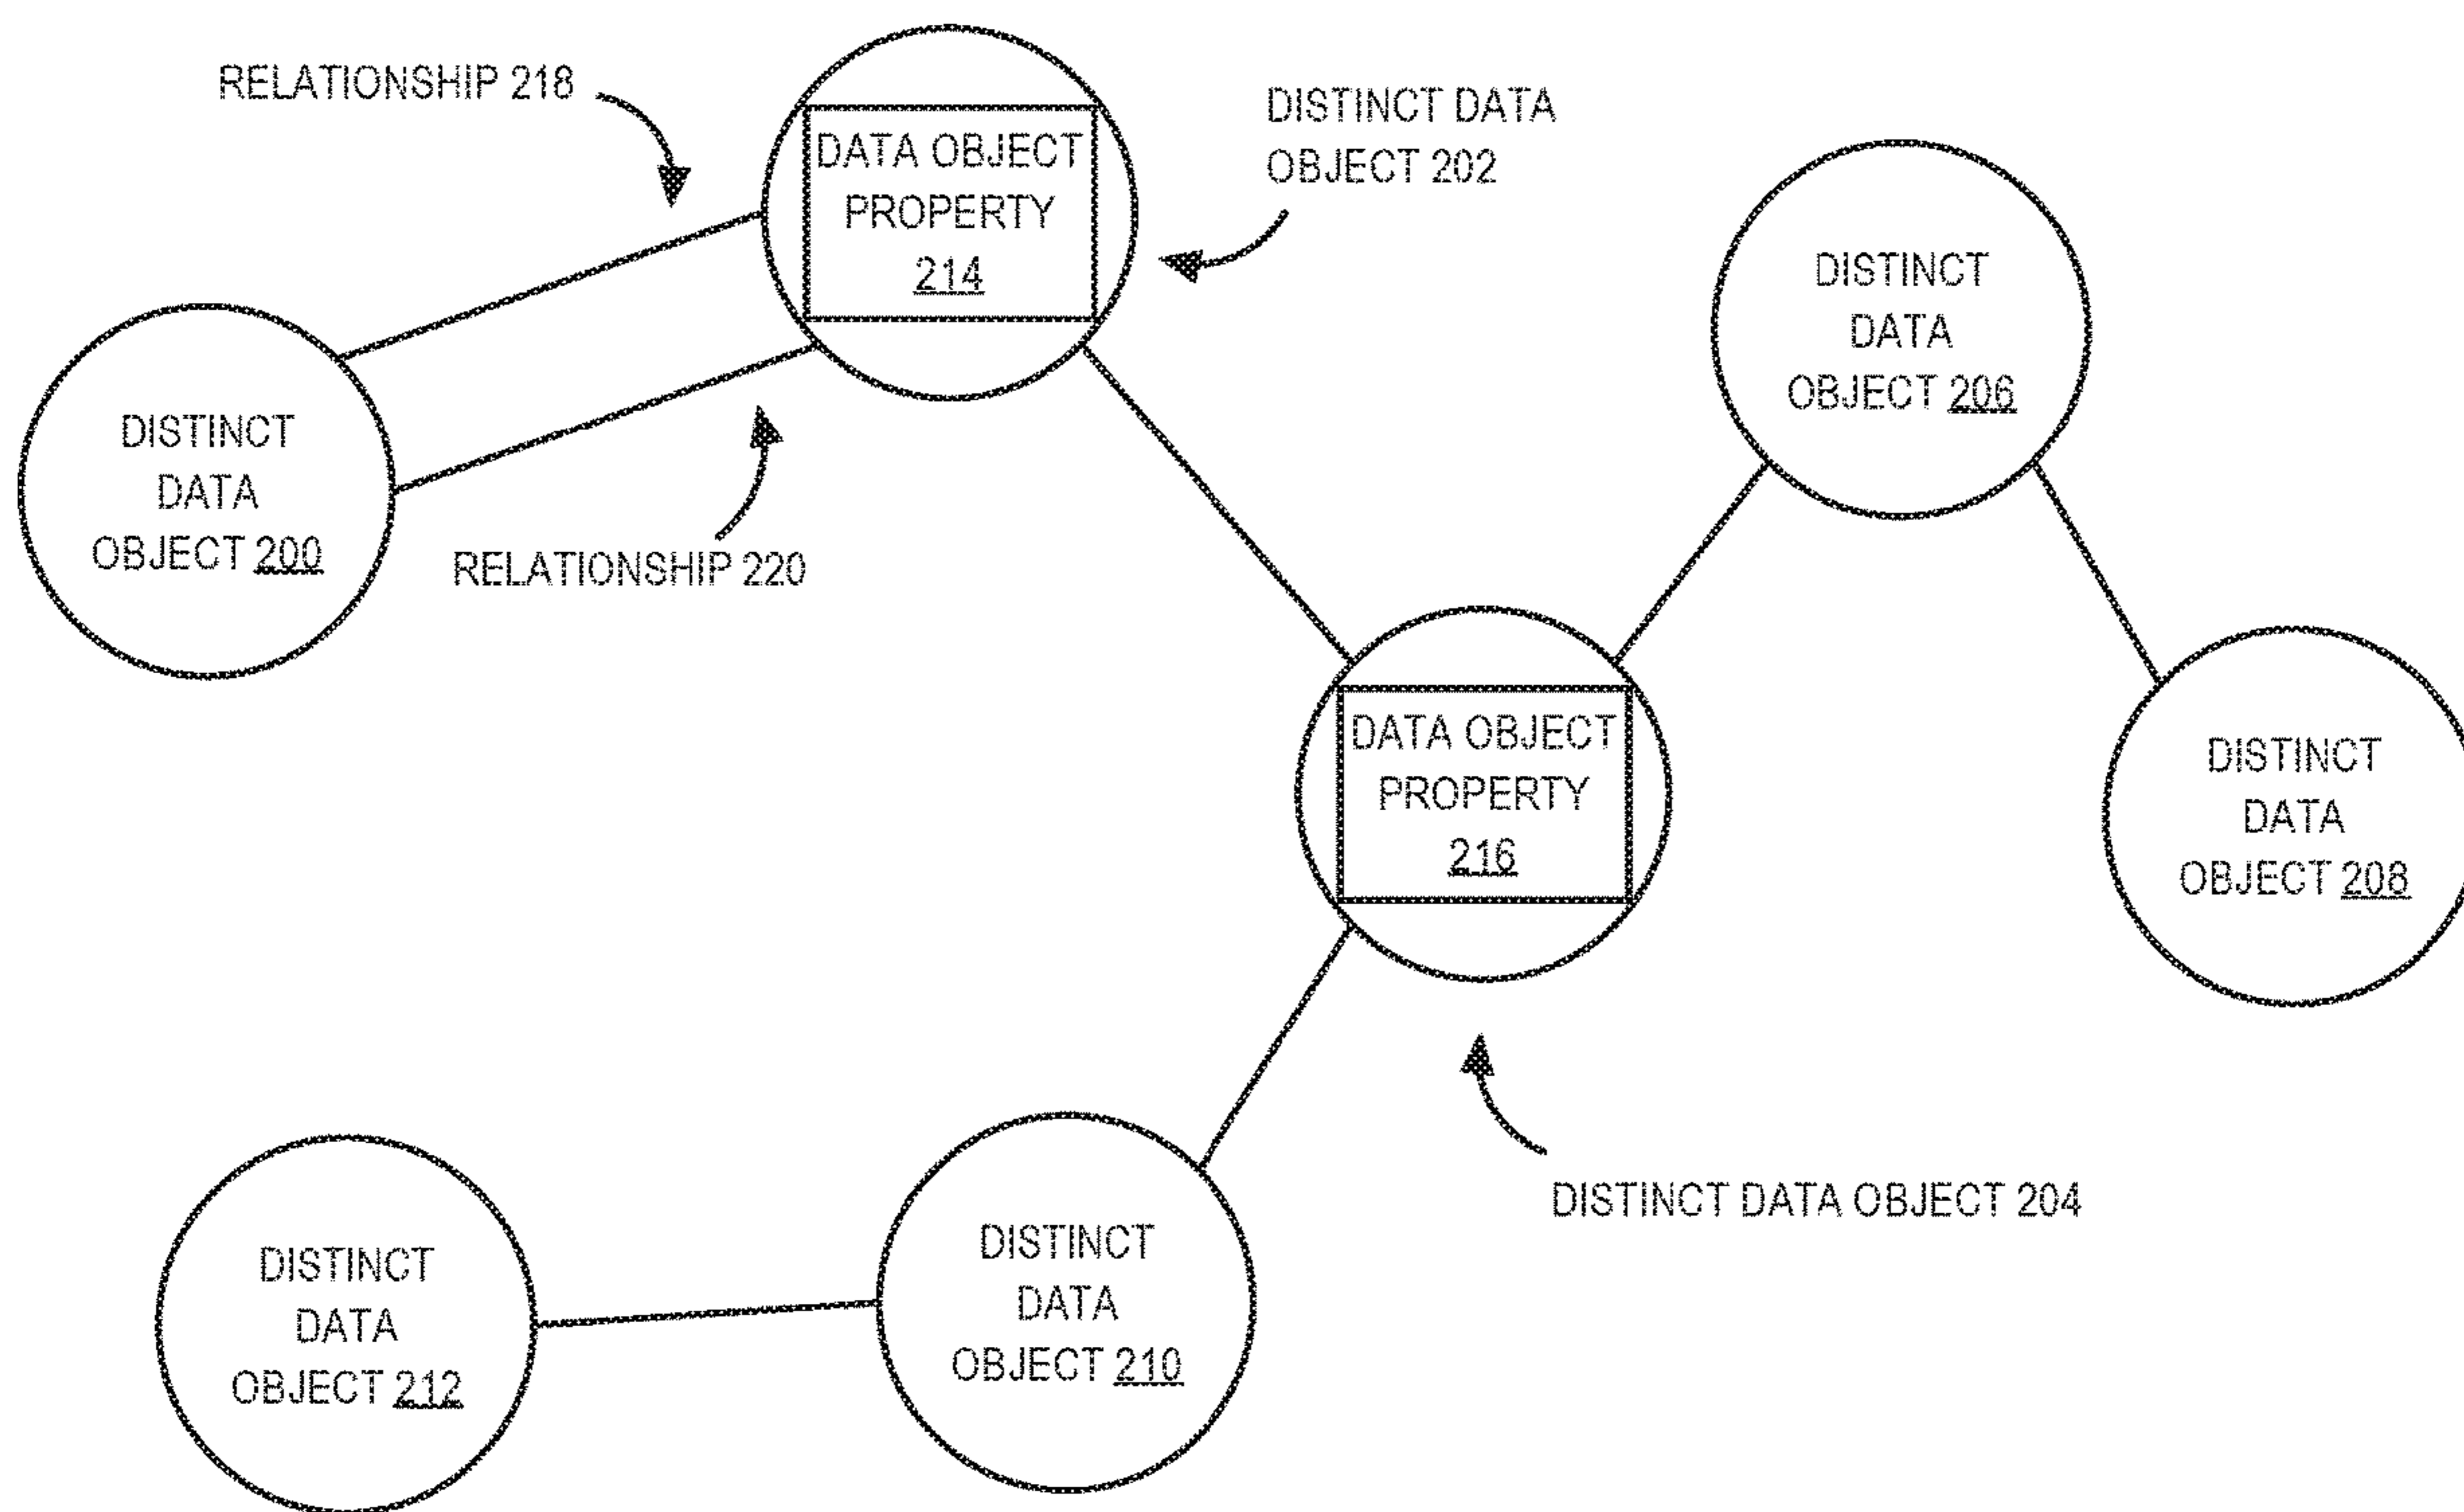 RELATIONSHIP 218
DATA OBJECT
PROPERTY
214
DISTINCT DATA
OBJECT 202
DISTINCT
DATA
OBJECT 206
DISTINCT
DATA
OBJECT 200
RELATIONSHIP 220
DATA OBJECT
PROPERTY
216
DISTINCT
DATA
OBJECT 208
DISTINCT DATA OBJECT 204
DISTINCT
DATA
OBJECT 212
DISTINCT
DATA
OBJECT 210